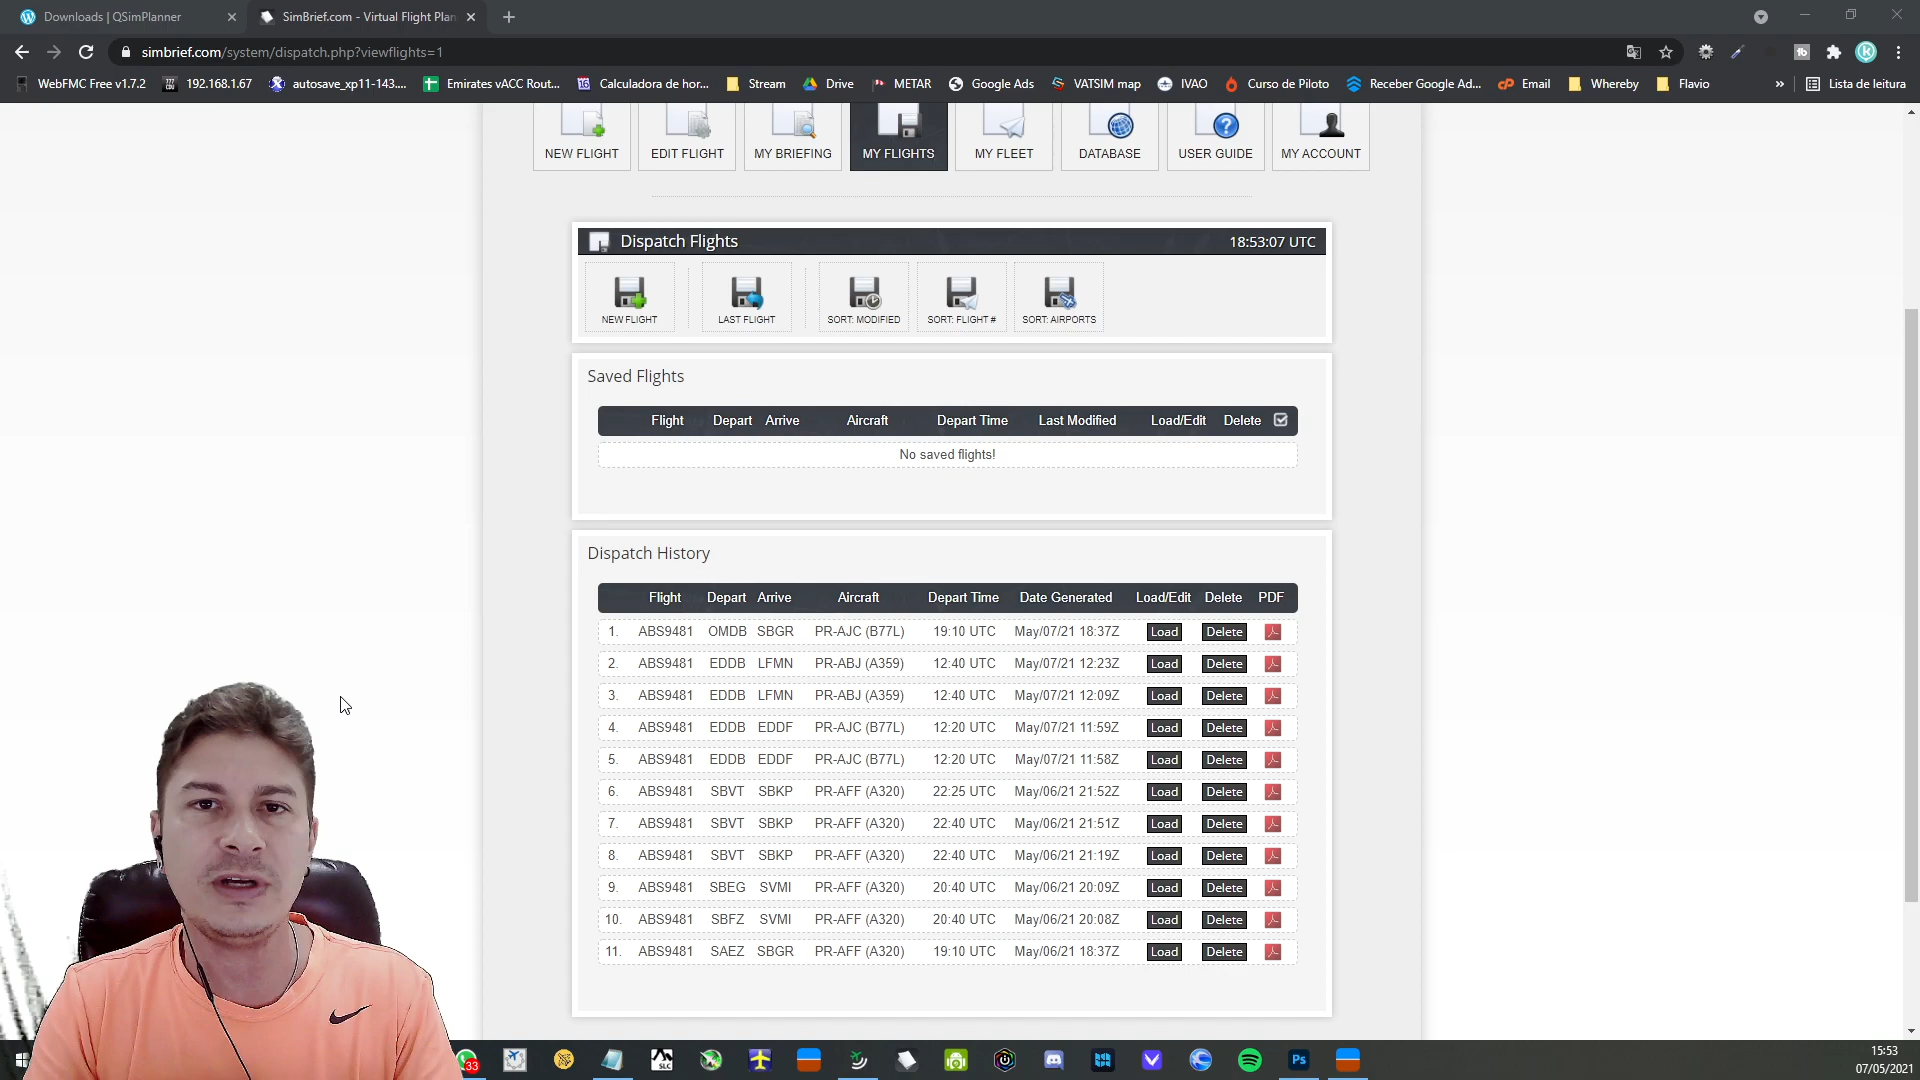 Downloads | QSimPlanner
SimBrief.com - Virtual Flight Plan
simbrief.com/system/dispatch.php?viewflights=1
WebFMC Free v1.7.2
192.168.1.67
autosave_xp11-143....
Emirates vACC Rout...
Calculadora de hor...
Stream
Drive
METAR
Google Ads
VATSIM map
IVAO
Curso de Piloto
Receber Google Ad...
Email
Whereby
Flavio
»
Lista de leitura
NEW FLIGHT
EDIT FLIGHT
MY BRIEFING
MY FLIGHTS
MY FLEET
DATABASE
USER GUIDE
MY ACCOUNT
Dispatch Flights 18:53:07 UTC
NEW FLIGHT
LAST FLIGHT
SORT: MODIFIED
SORT: FLIGHT #
SORT: AIRPORTS
Saved Flights
Flight Depart Arrive Aircraft Depart Time Last Modified Load/Edit Delete
No saved flights!
Dispatch History
Flight Depart Arrive Aircraft Depart Time Date Generated Load/Edit Delete PDF
1. ABS9481 OMDB SBGR PR-AJC (B77L) 19:10 UTC May/07/21 18:37Z Load Delete
2. ABS9481 EDDB LFMN PR-ABJ (A359) 12:40 UTC May/07/21 12:23Z Load Delete
3. ABS9481 EDDB LFMN PR-ABJ (A359) 12:40 UTC May/07/21 12:09Z Load Delete
4. ABS9481 EDDB EDDF PR-AJC (B77L) 12:20 UTC May/07/21 11:59Z Load Delete
5. ABS9481 EDDB EDDF PR-AJC (B77L) 12:20 UTC May/07/21 11:58Z Load Delete
6. ABS9481 SBVT SBKP PR-AFF (A320) 22:25 UTC May/06/21 21:52Z Load Delete
7. ABS9481 SBVT SBKP PR-AFF (A320) 22:40 UTC May/06/21 21:51Z Load Delete
8. ABS9481 SBVT SBKP PR-AFF (A320) 22:40 UTC May/06/21 21:19Z Load Delete
9. ABS9481 SBEG SVMI PR-AFF (A320) 20:40 UTC May/06/21 20:09Z Load Delete
10. ABS9481 SBFZ SVMI PR-AFF (A320) 20:40 UTC May/06/21 20:08Z Load Delete
11. ABS9481 SAEZ SBGR PR-AFF (A320) 19:10 UTC May/06/21 18:37Z Load Delete
33
SLC
Ps
15:53
07/05/2021